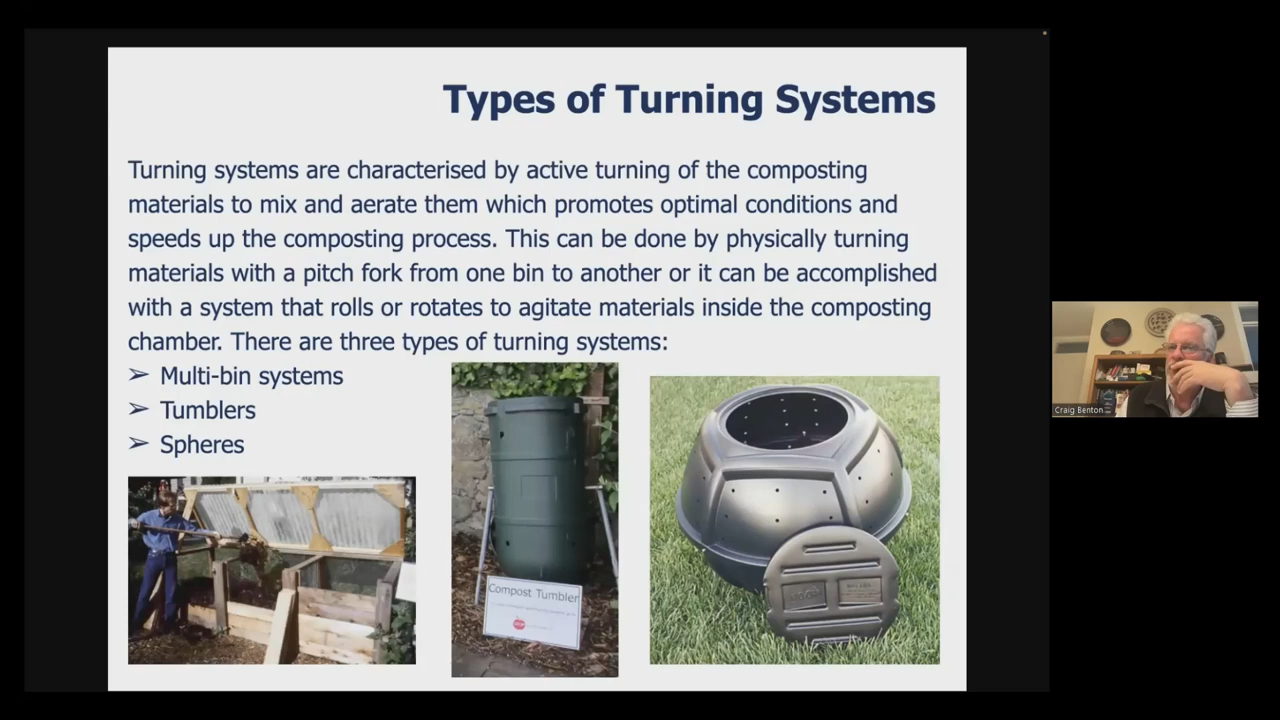 Types of Turning Systems
Turning systems are characterised by active turning of the composting
materials to mix and aerate them which promotes optimal conditions and
speeds up the composting process. This can be done by physically turning
materials with a pitch fork from one bin to another or it can be accomplished
with a system that rolls or rotates to agitate materials inside the composting
chamber. There are three types of turning systems:
➢ Multi-bin systems
➢ Tumblers
➢ Spheres
Compost Tumbler
Craig Benton